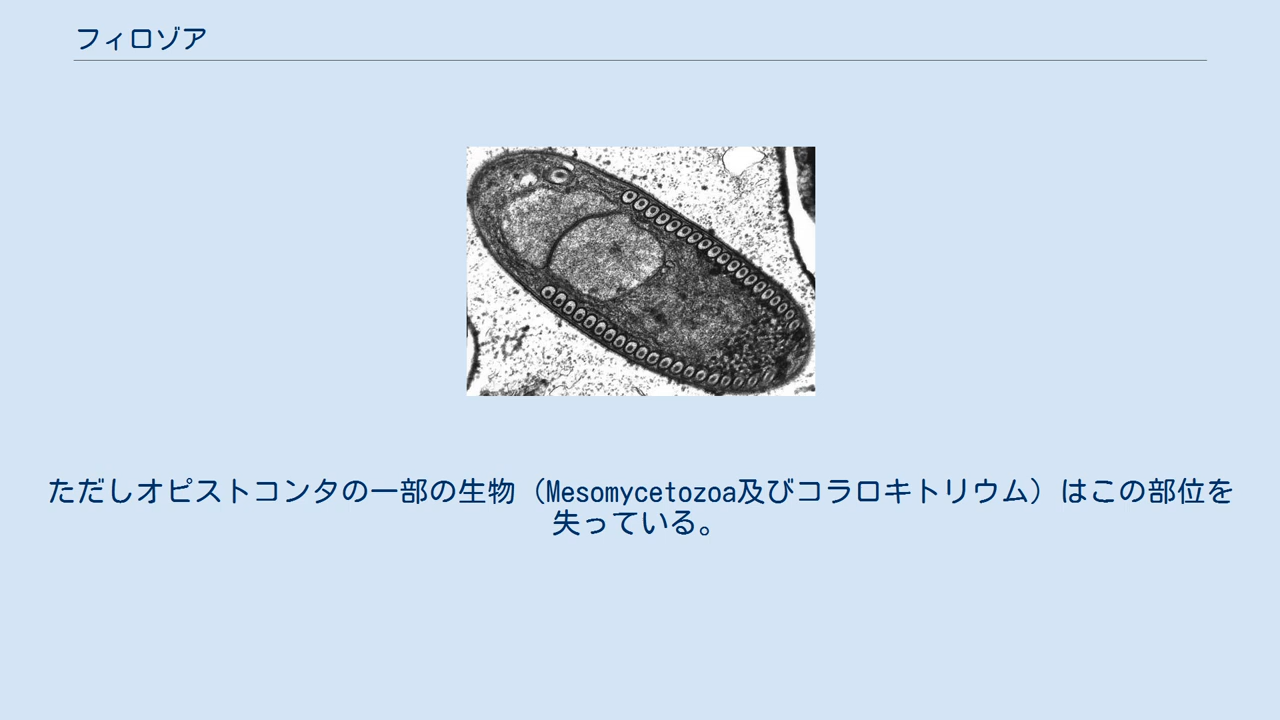 フィロゾア
ただしオピストコンタの一部の生物（Mesomycetozoa及びコラロキトリウム）はこの部位を
失っている。